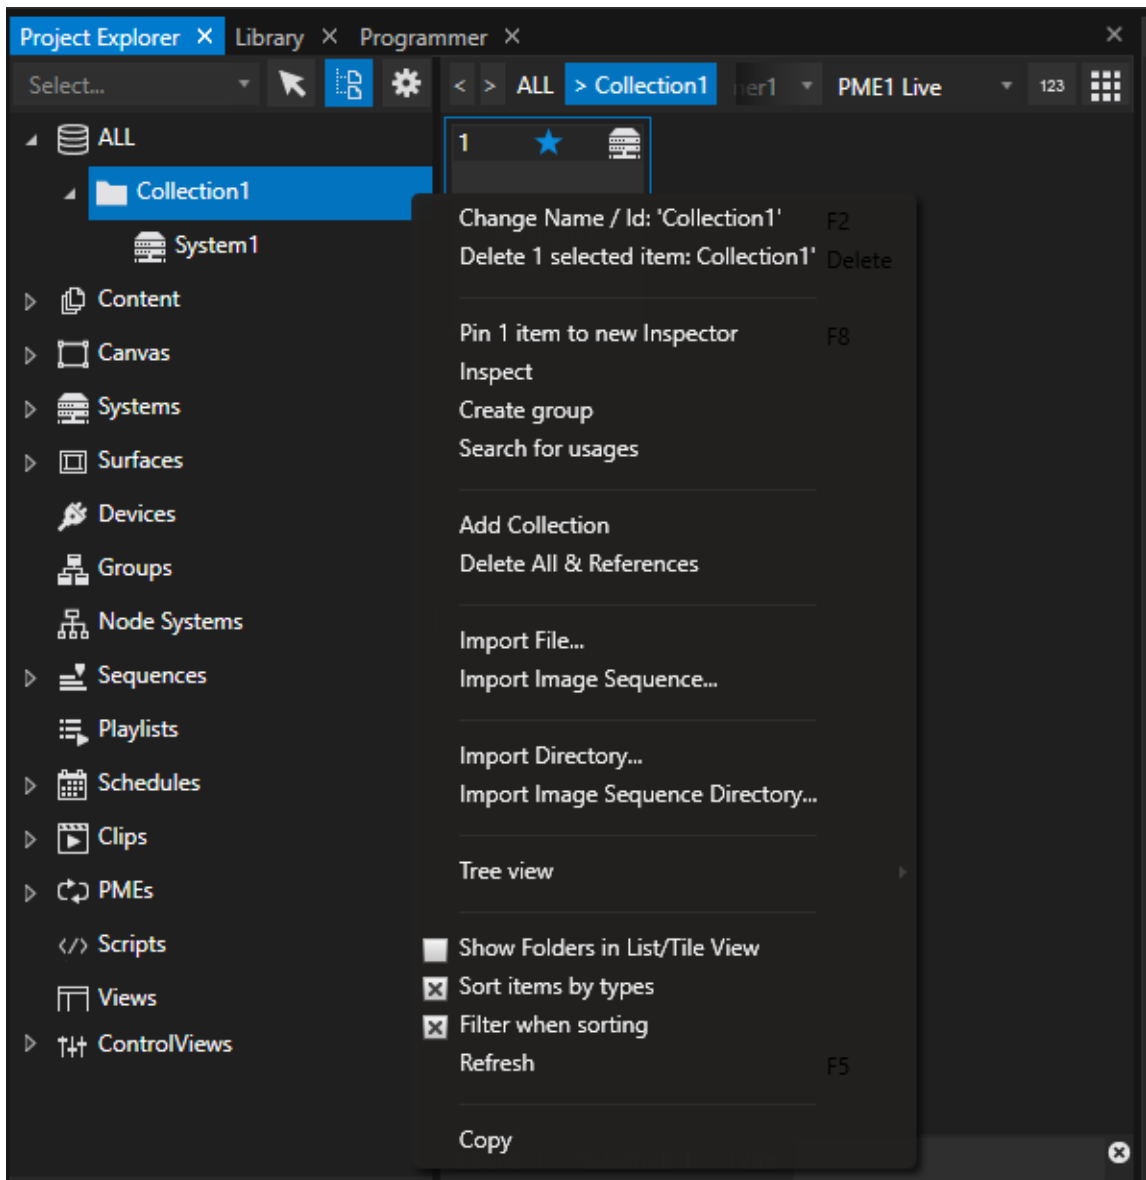 Project Explorer Library Programmer
Select... < > ALL > Collection1 ner1 PME1 Live 123
ALL
1
Collection1
System1
Content
Canvas
Systems
Surfaces
Devices
Groups
Node Systems
Sequences
Playlists
Schedules
Clips
PMEs
Scripts
Views
ControlViews
Change Name / Id: 'Collection1' F2
Delete 1 selected item: Collection1' Delete
Pin 1 item to new Inspector F8
Inspect
Create group
Search for usages
Add Collection
Delete All & References
Import File...
Import Image Sequence...
Import Directory...
Import Image Sequence Directory...
Tree view
Show Folders in List/Tile View
Sort items by types
Filter when sorting
Refresh F5
Copy